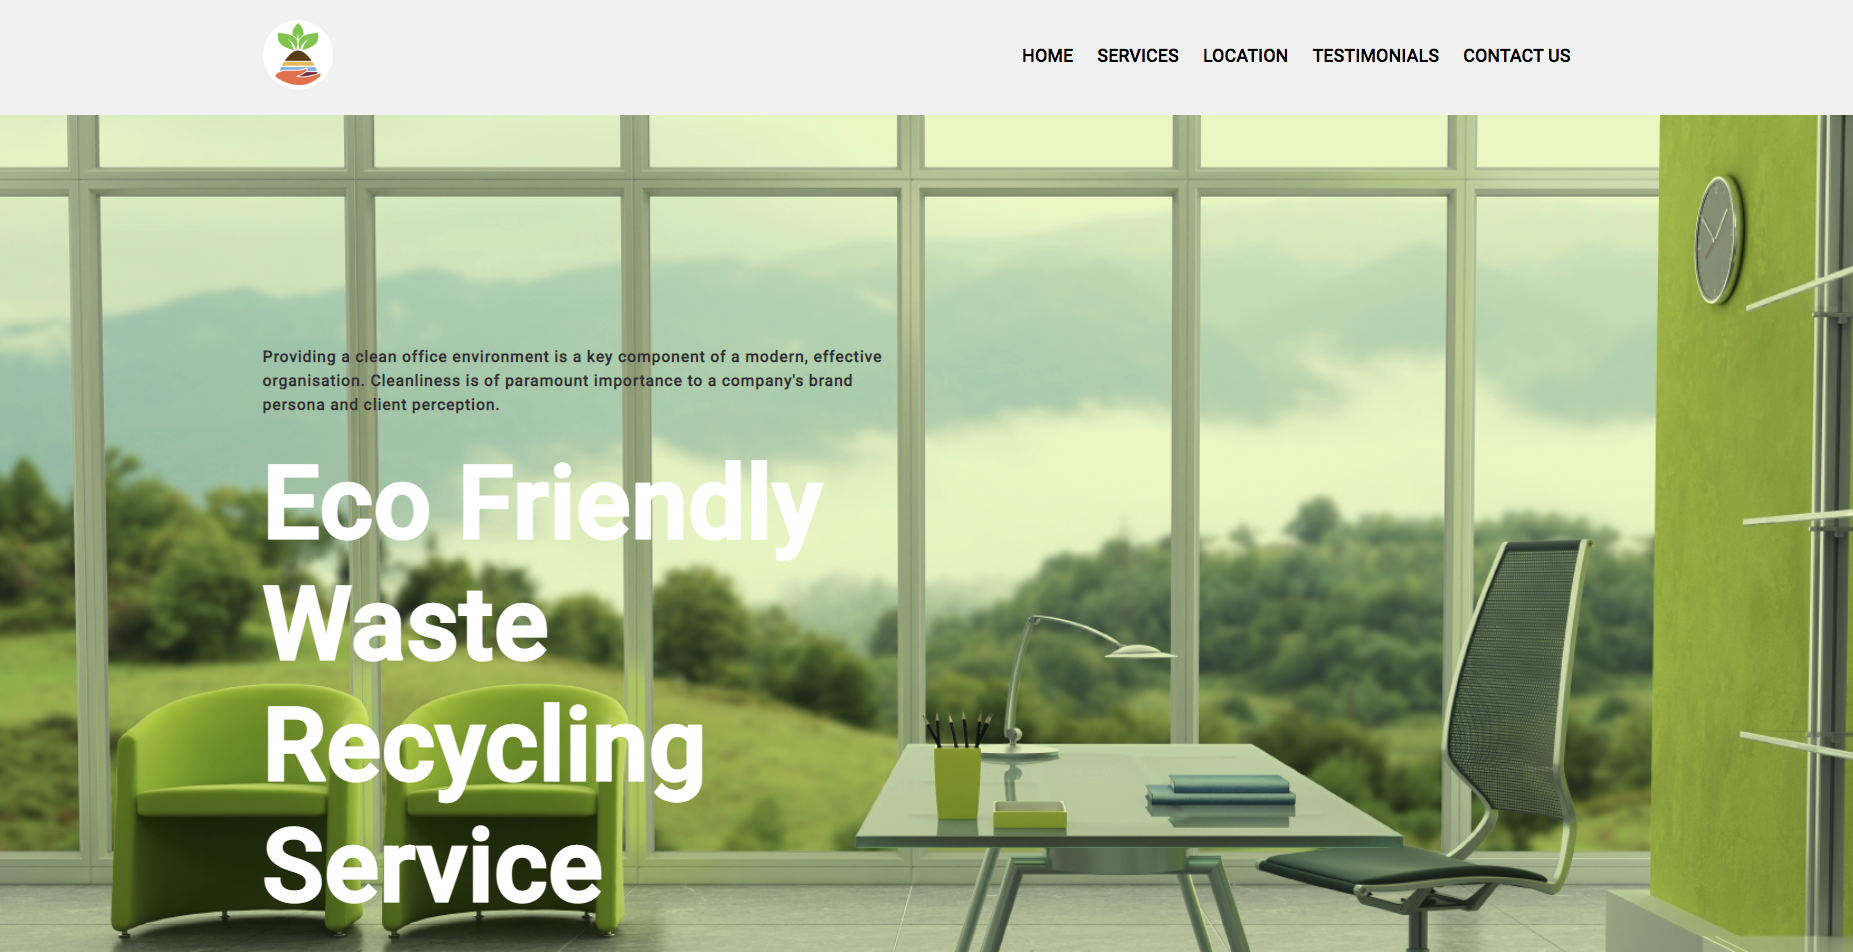 HOME SERVICES LOCATION TESTIMONIALS CONTACT US
Providing a clean office environment is a key component of a modern, effective
organisation. Cleanliness is of paramount importance to a company's brand
persona and client perception.
Eco Friendly
Waste
Recycling
Service